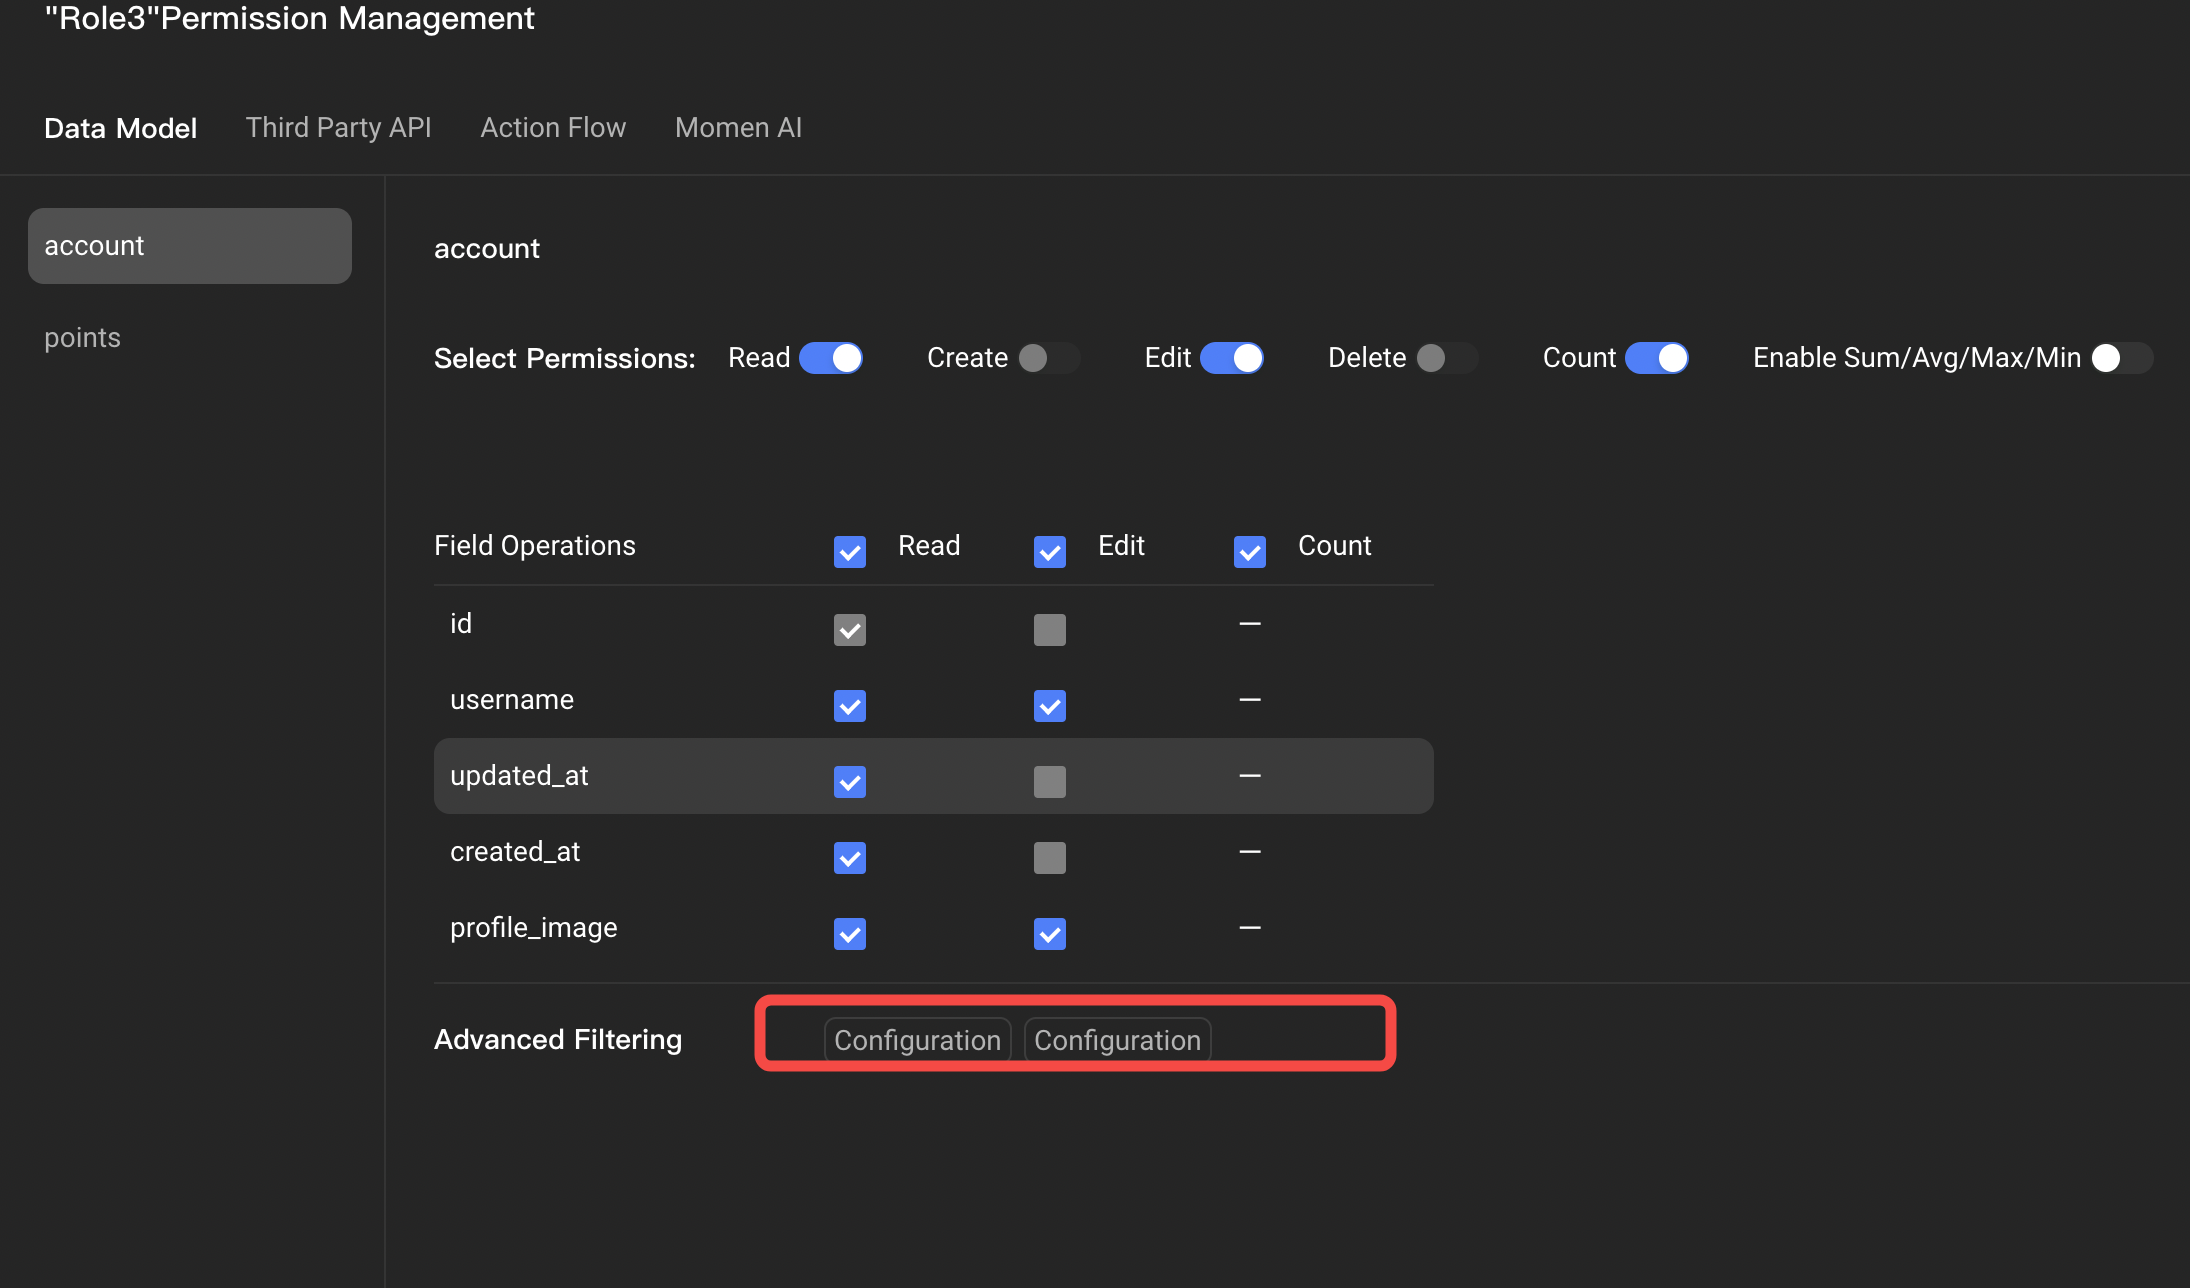 "Role3"Permission Management
Data Model Third Party API Action Flow Momen AI
account
points
account
Select Permissions: Read Create Edit Delete Count Enable Sum/Avg/Max/Min
Field Operations Read Edit Count
id —
username —
updated_at —
created_at —
profile_image —
Advanced Filtering Configuration Configuration